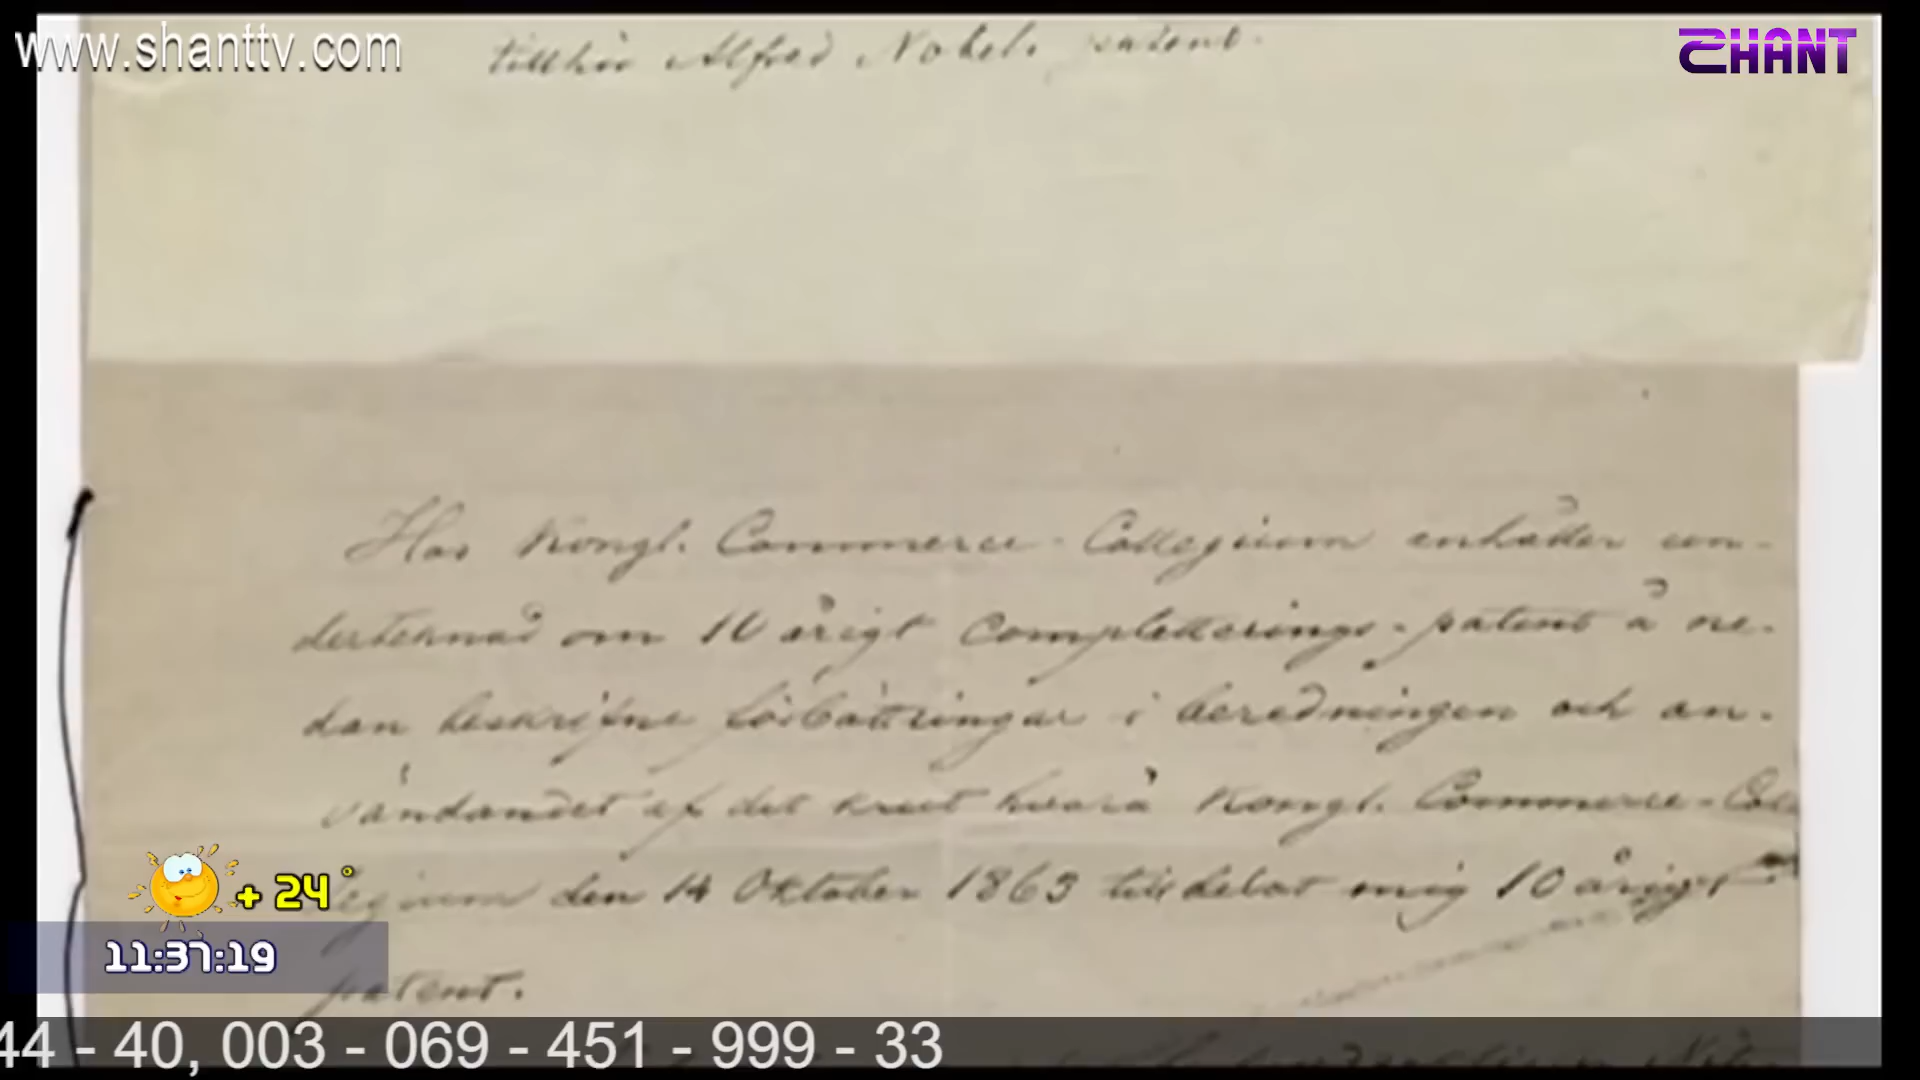 www.shanttv.com
SHANT
tillhör Alfred Nobels patent.
Hos Kongl. Commerce-Collegium anhåller un-
dertecknad om 10 årigt Completterings-patent å ne-
dan beskrifne förbättringar i beredningen och an-
vändandet af det krut hvarå Kongl. Commerce-Col
legium den 14 Oktober 1863 tilldelat mig 10 årigt
patent.
+24°
11:37:19
44 - 40, 003 - 069 - 451 - 999 - 33